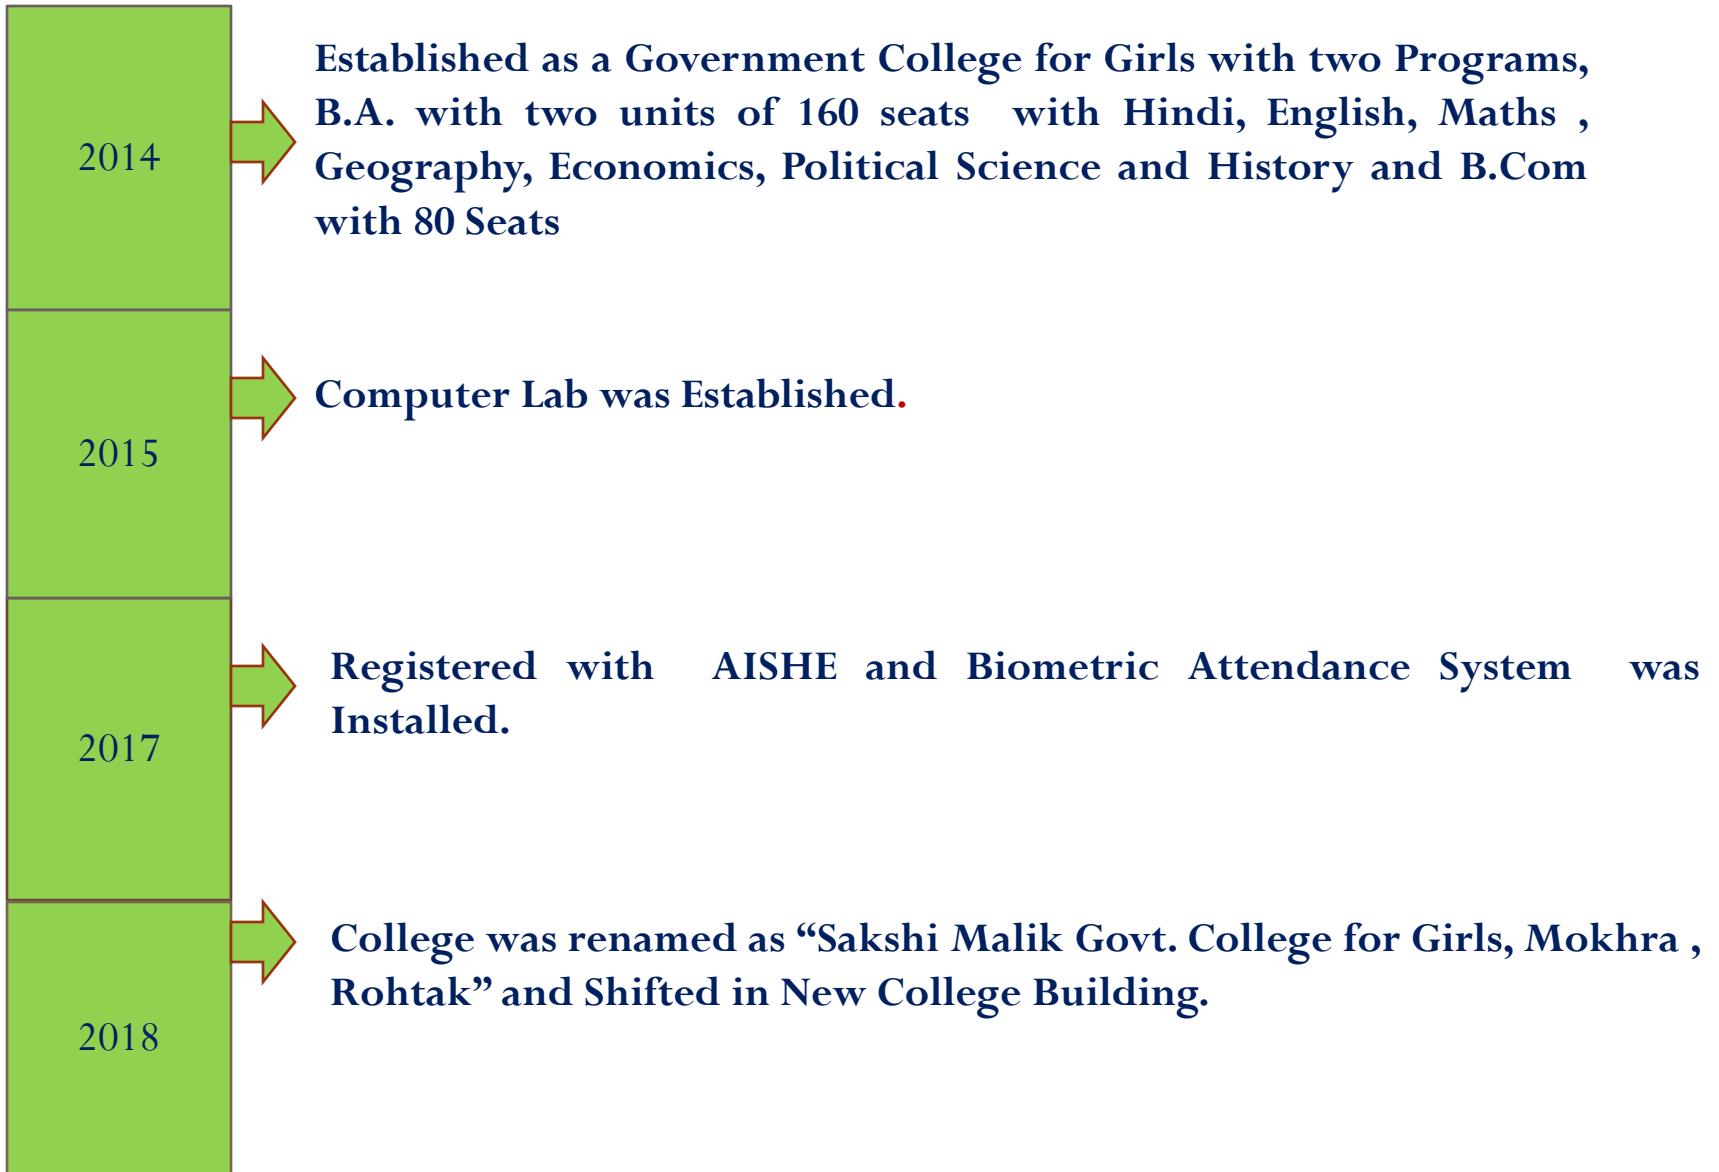 2014
Established as a Government College for Girls with two Programs,
B.A. with two units of 160 seats with Hindi, English, Maths ,
Geography, Economics, Political Science and History and B.Com
with 80 Seats
2015
Computer Lab was Established.
2017
Registered with AISHE and Biometric Attendance System was
Installed.
2018
College was renamed as “Sakshi Malik Govt. College for Girls, Mokhra ,
Rohtak” and Shifted in New College Building.